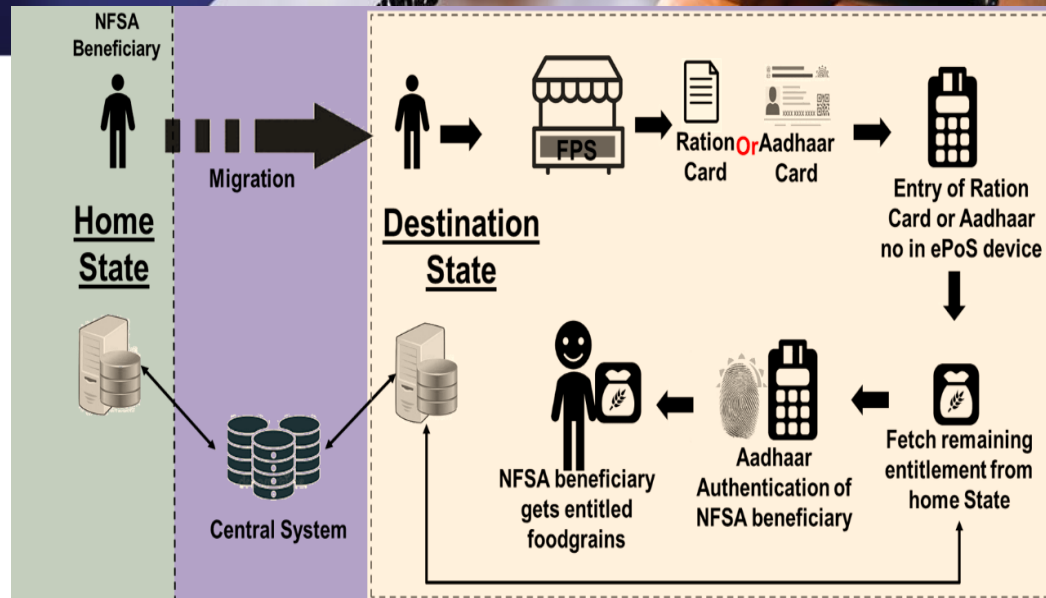 NFSA
Beneficiary
Migration
Home
State
Central System
Destination
State
FPS
Ration Or Aadhaar
Card Card
Entry of Ration
Card or Aadhaar
no in ePoS device
Fetch remaining
entitlement from
home State
Aadhaar
Authentication of
NFSA beneficiary
NFSA beneficiary
gets entitled
foodgrains